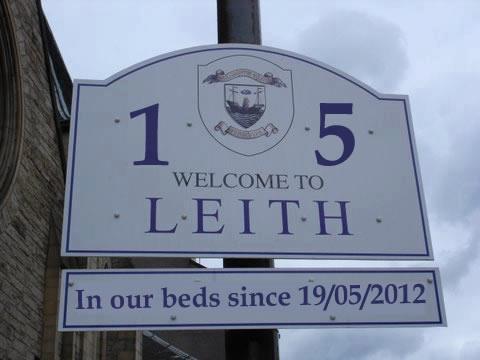 1 5
WELCOME TO
LEITH
In our beds since 19/05/2012